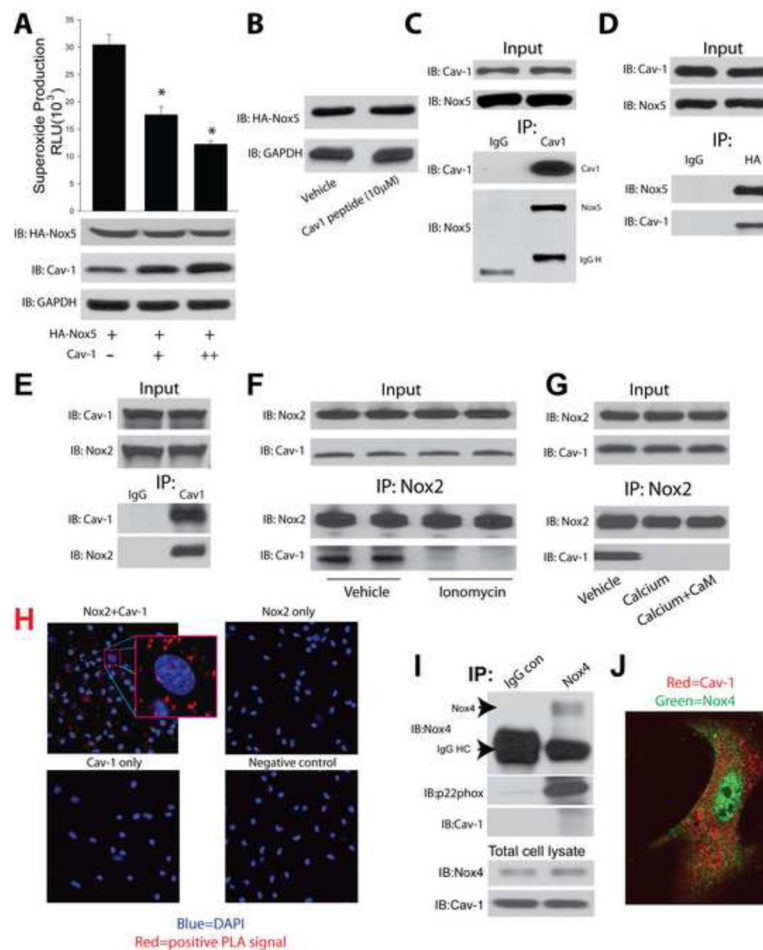 A
Superoxide Production
RLU(10³)
35
30
25
20
15
10
5
0
*
*
IB: HA-Nox5
IB: Cav-1
IB: GAPDH
HA-Nox5 + + +
Cav-1 – + ++
B
IB: HA-Nox5
IB: GAPDH
Vehicle
Cav1 peptide (10μM)
C
Input
IB: Cav-1
IB: Nox5
IP:
IgG Cav1
IB: Cav-1 Cav1
Nox5
IB: Nox5
IgG H
D
Input
IB: Cav-1
IB: Nox5
IP:
IgG HA
IB: Nox5
IB: Cav-1
E
Input
IB: Cav-1
IB: Nox2
IP:
IgG Cav1
IB: Cav-1
IB: Nox2
F
Input
IB: Nox2
IB: Cav-1
IP: Nox2
IB: Nox2
IB: Cav-1
Vehicle Ionomycin
G
Input
IB: Nox2
IB: Cav-1
IP: Nox2
IB: Nox2
IB: Cav-1
Vehicle
Calcium
Calcium+CaM
H
Nox2+Cav-1 Nox2 only
Cav-1 only Negative control
Blue=DAPI
Red=positive PLA signal
I
IP: IgG con Nox4
Nox4
IB:Nox4
IgG HC
IB:p22phox
IB:Cav-1
Total cell lysate
IB:Nox4
IB:Cav-1
J
Red=Cav-1
Green=Nox4